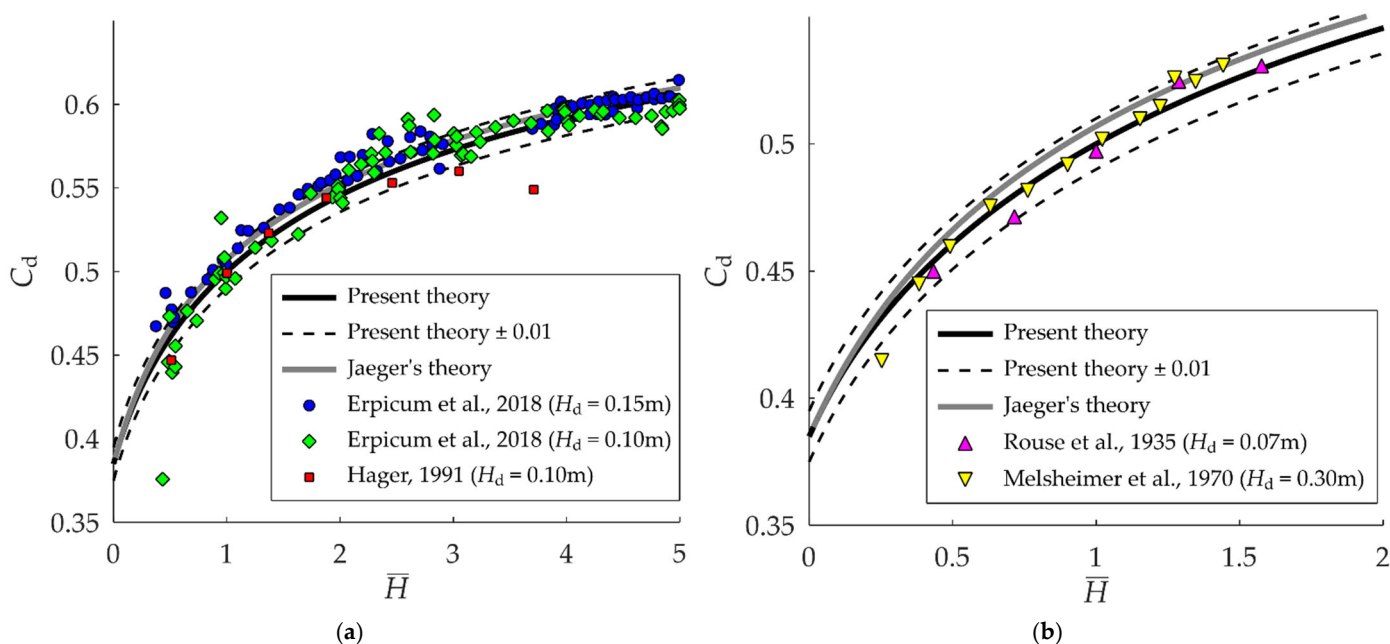 0.6
0.55
0.5
0.45
0.4
0.35
C_d
0 1 2 3 4 5
H̅
Present theory
Present theory ± 0.01
Jaeger's theory
Erpicum et al., 2018 (H_d = 0.15m)
Erpicum et al., 2018 (H_d = 0.10m)
Hager, 1991 (H_d = 0.10m)
(a)
0.5
0.45
0.4
0.35
C_d
0 0.5 1 1.5 2
H̅
Present theory
Present theory ± 0.01
Jaeger's theory
Rouse et al., 1935 (H_d = 0.07m)
Melsheimer et al., 1970 (H_d = 0.30m)
(b)